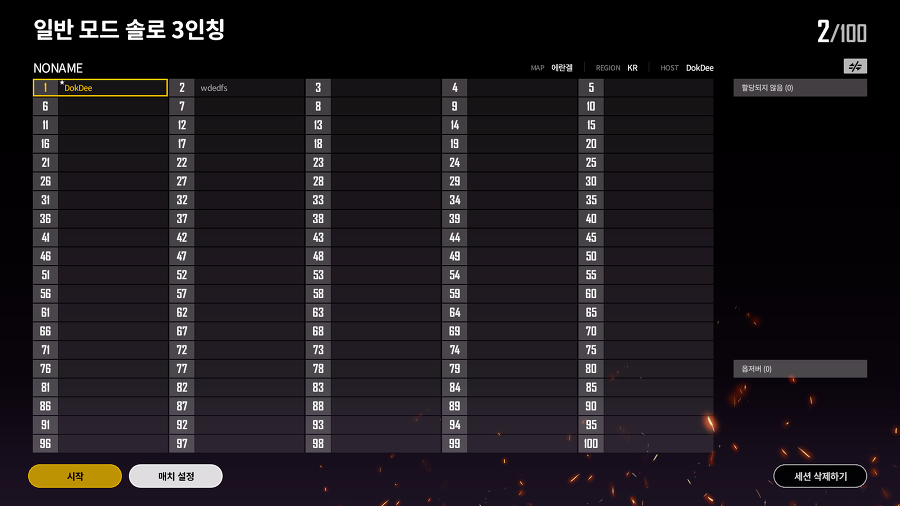 일반 모드 솔로 3인칭
2/100
NONAME
MAP 에란겔 REGION KR HOST DokDee
1 *DokDee 2 wdedfs 3 4 5
할당되지 않음 (0)
6 7 8 9 10
11 12 13 14 15
16 17 18 19 20
21 22 23 24 25
26 27 28 29 30
31 32 33 34 35
36 37 38 39 40
41 42 43 44 45
46 47 48 49 50
51 52 53 54 55
56 57 58 59 60
61 62 63 64 65
66 67 68 69 70
71 72 73 74 75
76 77 78 79 80
옵저버 (0)
81 82 83 84 85
86 87 88 89 90
91 92 93 94 95
96 97 98 99 100
시작 매치 설정 세션 삭제하기